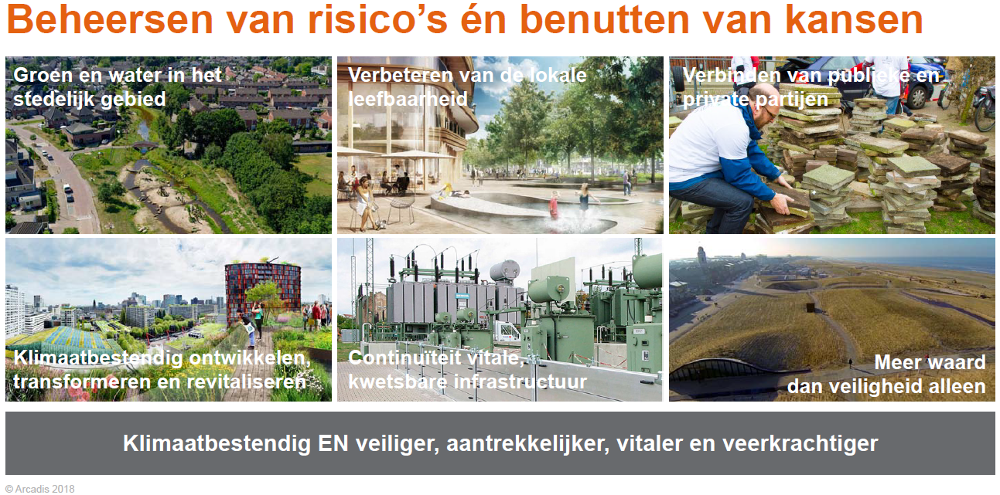 Beheersen van risico’s én benutten van kansen
Groen en water in het
stedelijk gebied
Verbeteren van de lokale
leefbaarheid
Verbinden van publieke en
private partijen
Klimaatbestendig ontwikkelen,
transformeren en revitaliseren
Continuïteit vitale,
kwetsbare infrastructuur
Meer waard
dan veiligheid alleen
Klimaatbestendig EN veiliger, aantrekkelijker, vitaler en veerkrachtiger
© Arcadis 2018